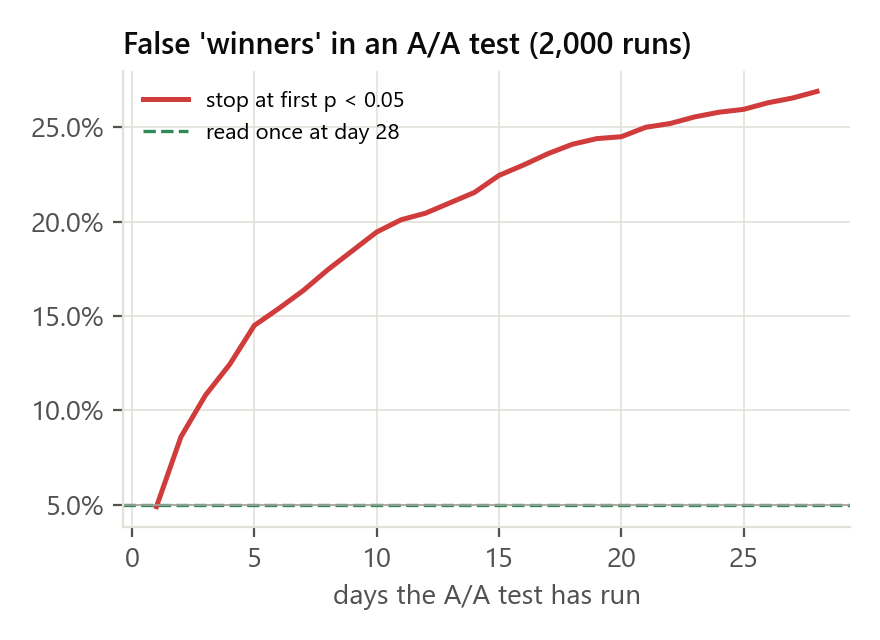 False 'winners' in an A/A test (2,000 runs)
stop at first p < 0.05
read once at day 28
25.0%
20.0%
15.0%
10.0%
5.0%
0 5 10 15 20 25
days the A/A test has run